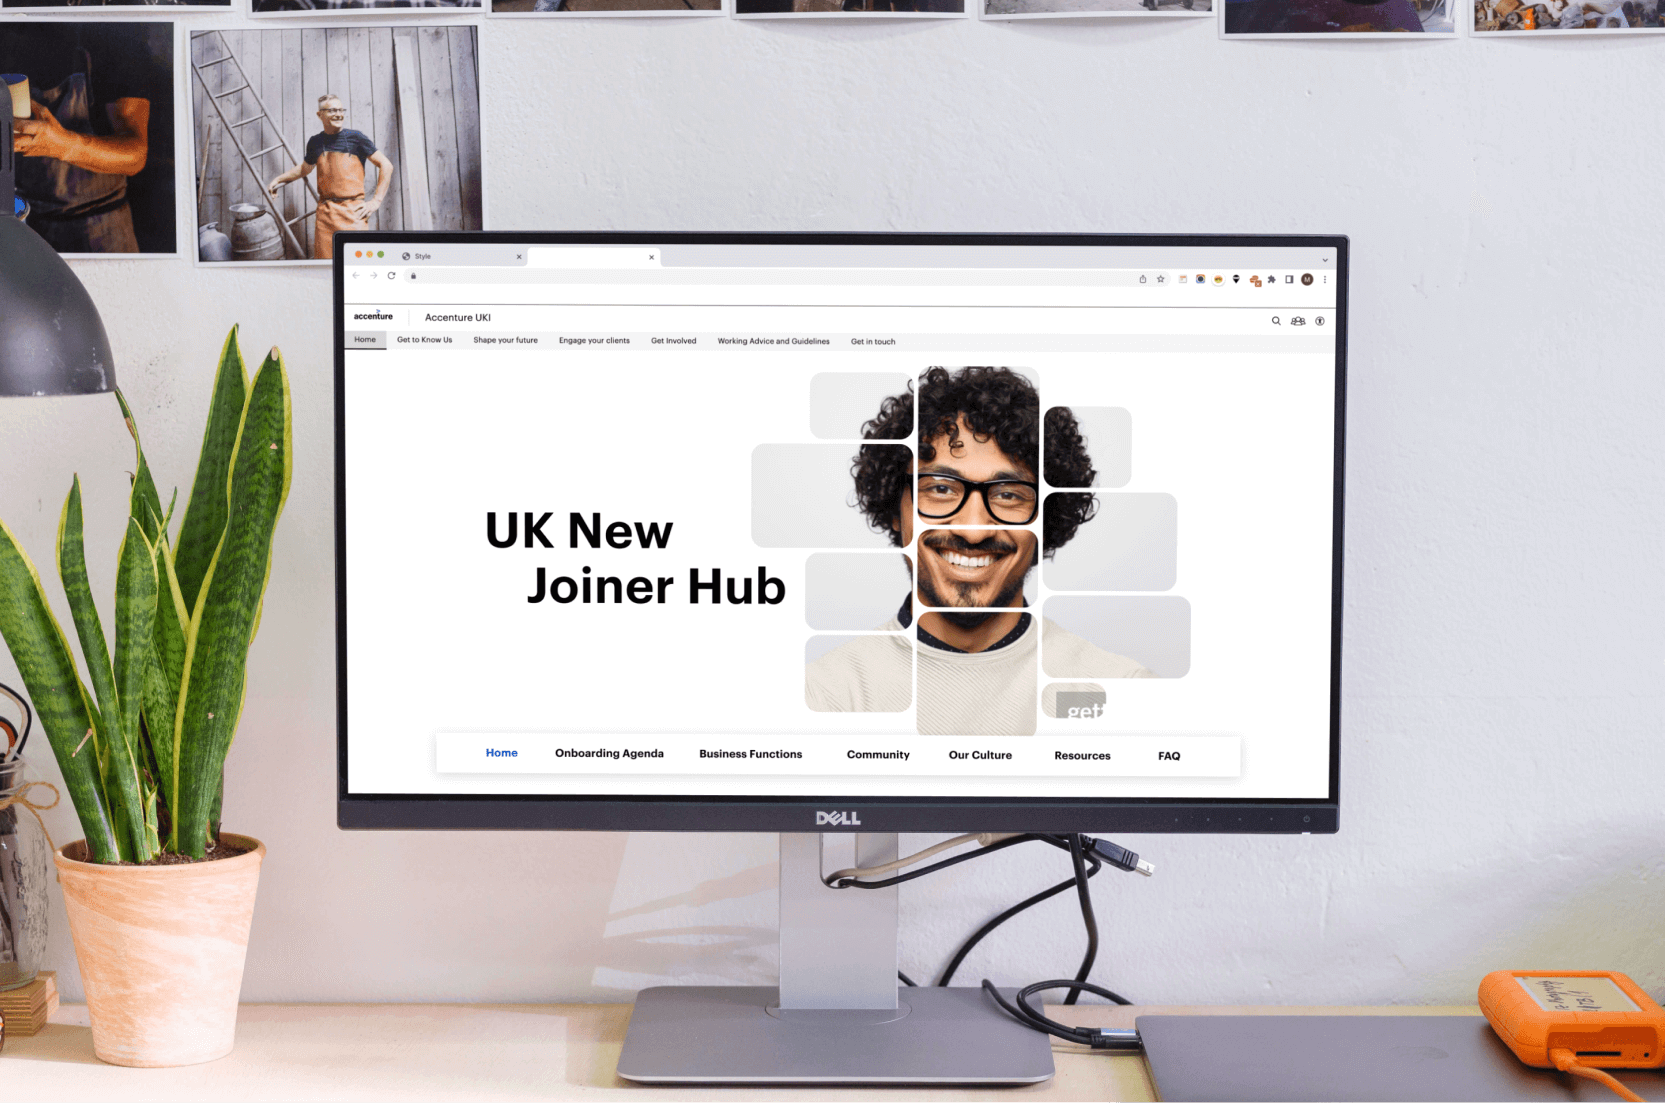 Style
M
accenture
Accenture UKI
Home
Get to Know Us
Shape your future
Engage your clients
Get Involved
Working Advice and Guidelines
Get in touch
UK New
Joiner Hub
gett
Home
Onboarding Agenda
Business Functions
Community
Our Culture
Resources
FAQ
DELL